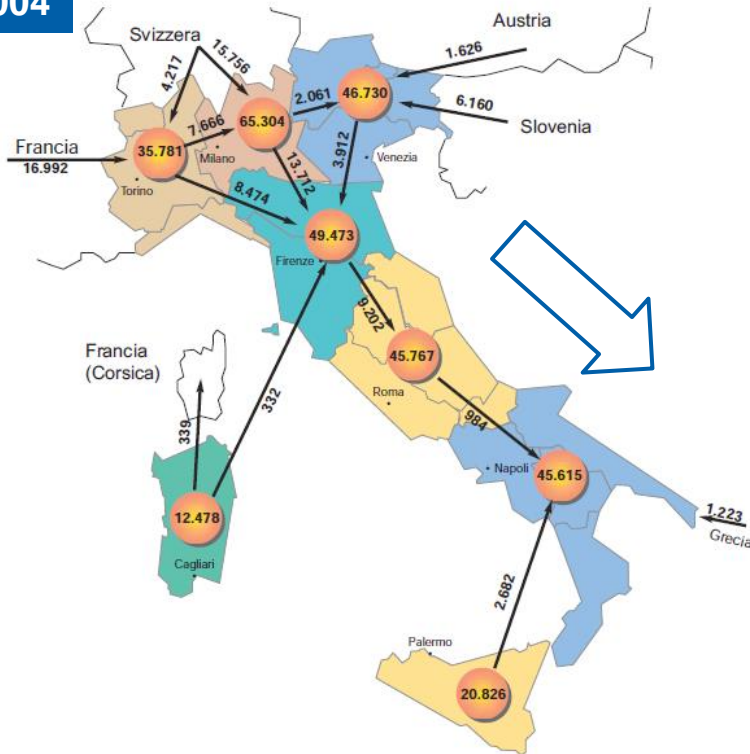 Austria
Svizzera
1.626
15.756
4.217
2.061
46.730
6.160
65.304
Slovenia
7.666
Francia
35.781
Milano
3.912
Venezia
16.992
13.712
Torino
8.474
49.473
Firenze
9.202
Francia
(Corsica)
45.767
332
Roma
339
984
Napoli
45.615
12.478
1.223
Grecia
Cagliari
2.682
Palermo
20.826